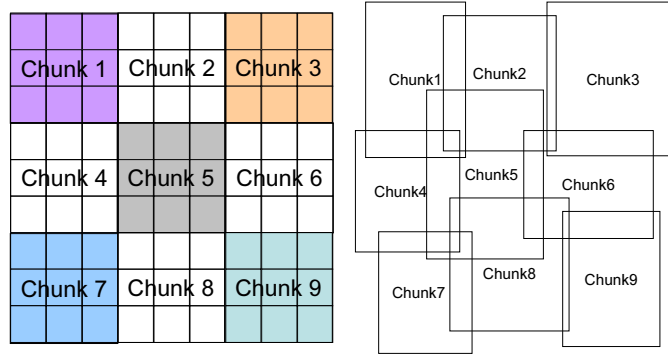 Chunk 1 Chunk 2 Chunk 3
Chunk 4 Chunk 5 Chunk 6
Chunk 7 Chunk 8 Chunk 9
Chunk1 Chunk2 Chunk3
Chunk4 Chunk5 Chunk6
Chunk7 Chunk8 Chunk9